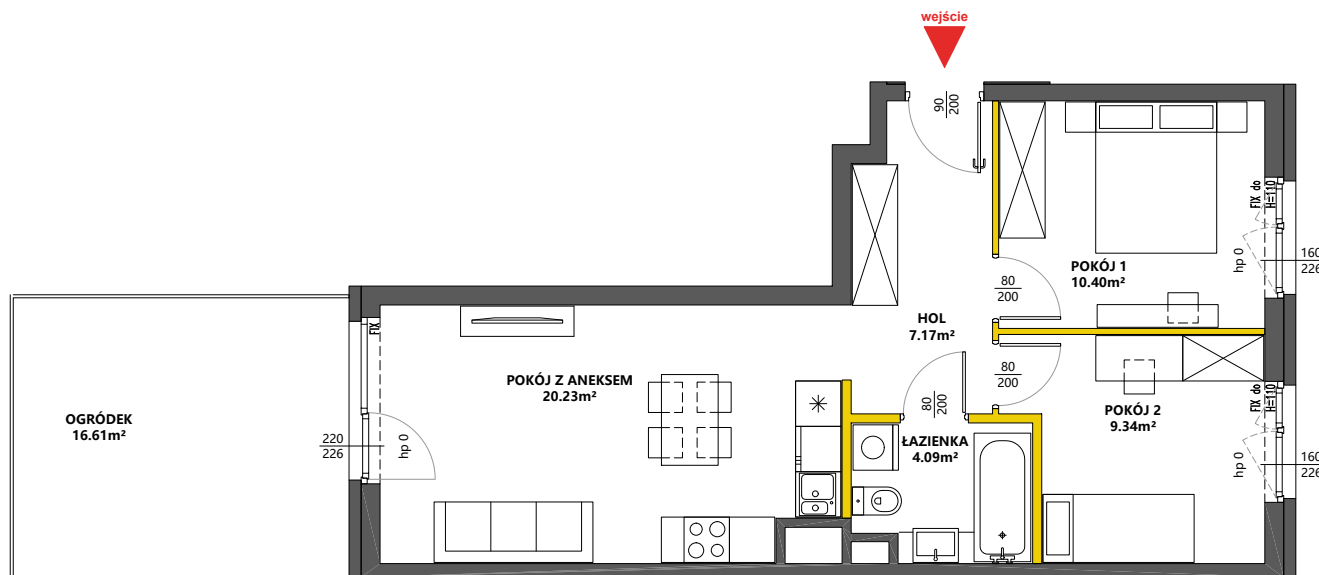 wejście
90
200
FIX do
H=110
hp 0
160
226
POKÓJ 1
10.40m²
80
200
HOL
7.17m²
FIX
POKÓJ Z ANEKSEM
20.23m²
80
200
80
200
POKÓJ 2
9.34m²
FIX do
H=110
hp 0
160
226
OGRÓDEK
16.61m²
220
226
hp 0
ŁAZIENKA
4.09m²